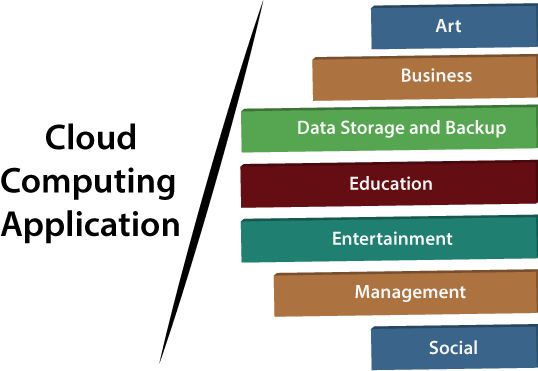 Cloud
Computing
Application
Art
Business
Data Storage and Backup
Education
Entertainment
Management
Social